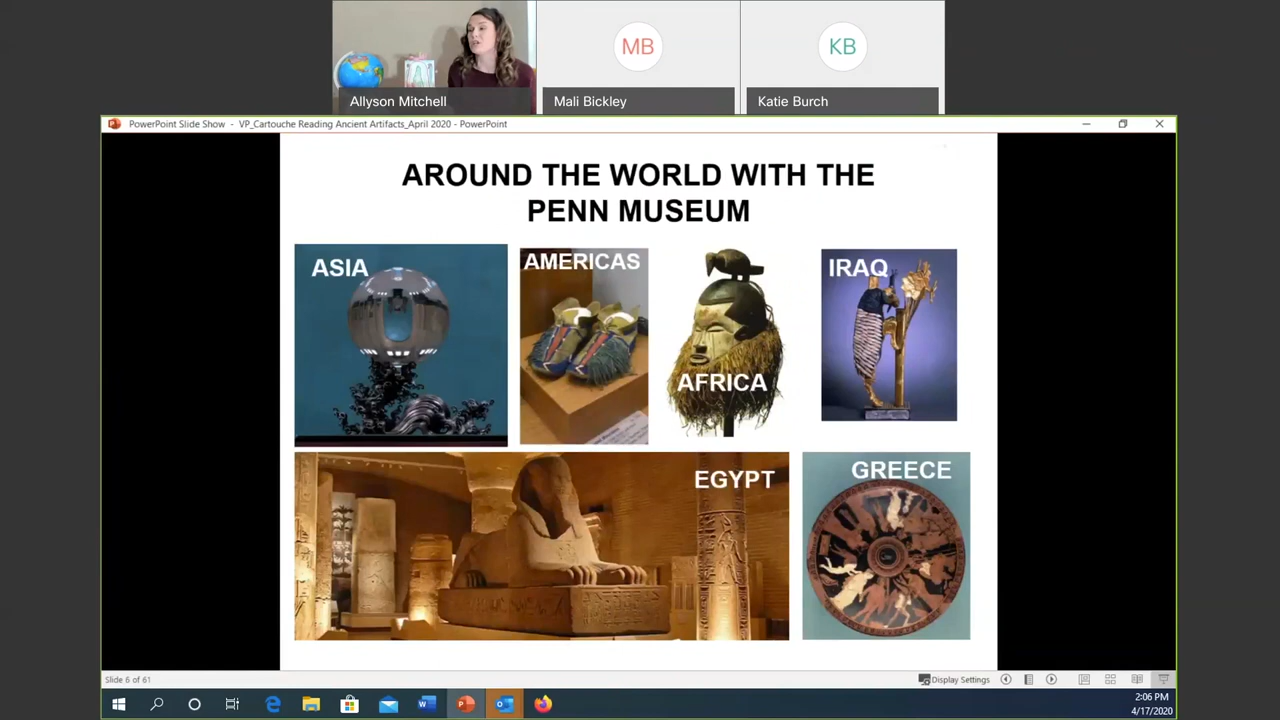 MB
KB
Allyson Mitchell
Mali Bickley
Katie Burch
PowerPoint Slide Show - VP_Cartouche Reading Ancient Artifacts_April 2020 - PowerPoint
AROUND THE WORLD WITH THE
PENN MUSEUM
ASIA
AMERICAS
AFRICA
IRAQ
EGYPT
GREECE
Slide 6 of 61
Display Settings
2:06 PM
4/17/2020